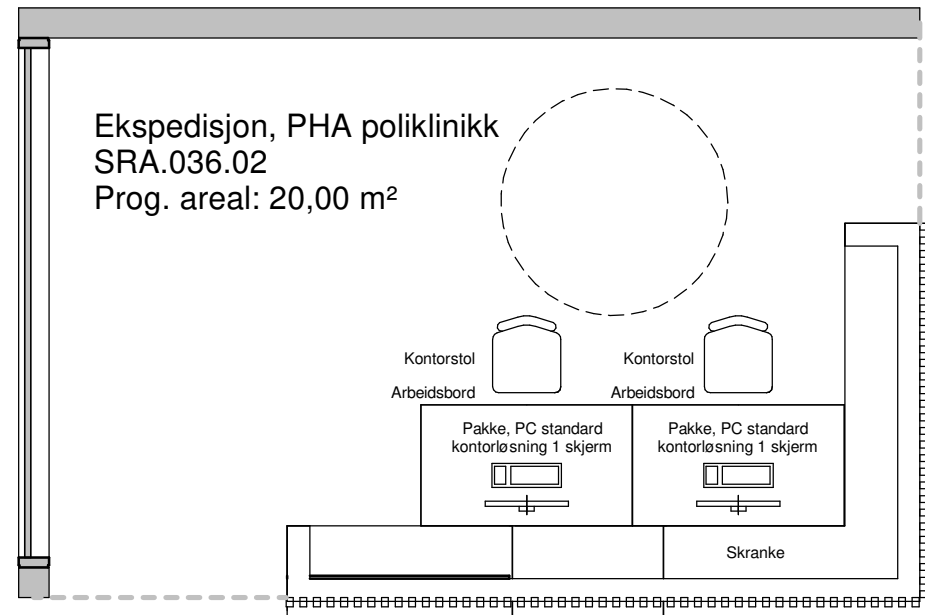 Ekspedisjon, PHA poliklinikk
SRA.036.02
Prog. areal: 20,00 m²
Kontorstol
Kontorstol
Arbeidsbord
Arbeidsbord
Pakke, PC standard
kontorløsning 1 skjerm
Pakke, PC standard
kontorløsning 1 skjerm
Skranke